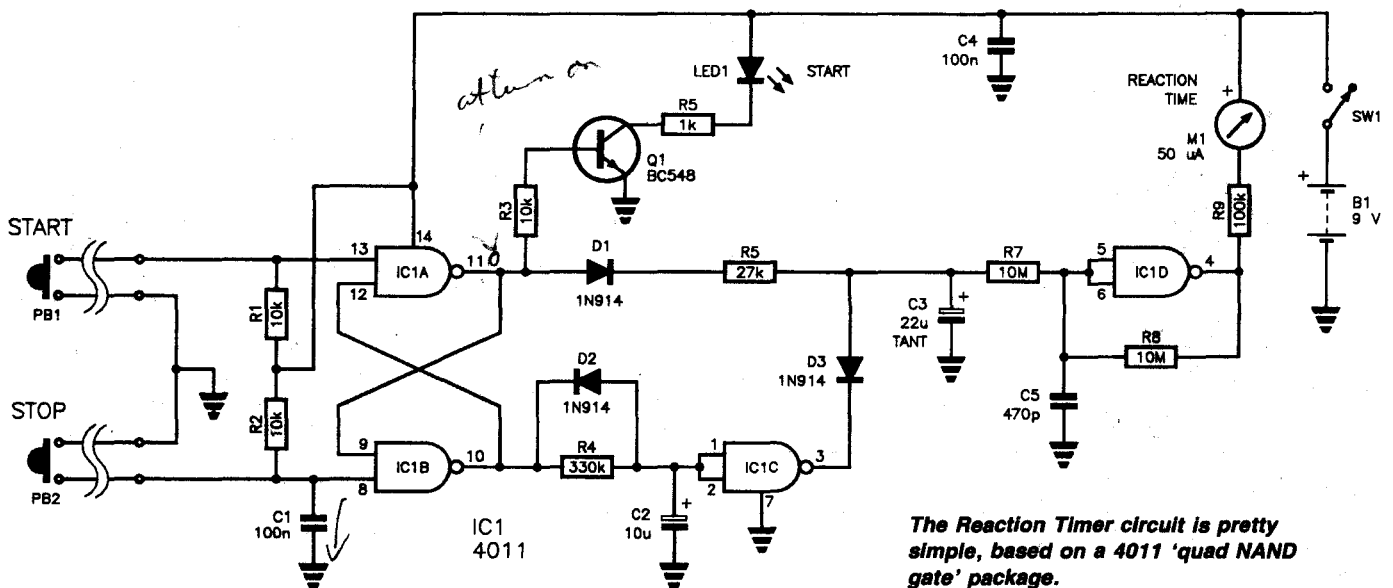 C4
100n
LED1
START
at turn on
R5
1k
REACTION
TIME
+
M1
50 uA
SW1
Q1
BC548
R3
10k
R9
100k
+
B1
9 V
START
13
14
IC1A
11
12
D1
1N914
R5
27k
R7
10M
5
6
IC1D
4
PB1
R1
10k
+
C3
22u
TANT
R8
10M
D2
1N914
D3
1N914
C5
470p
STOP
R2
10k
9
IC1B
10
8
R4
330k
1
IC1C
3
2
7
PB2
C1
100n
IC1
4011
+
C2
10u
The Reaction Timer circuit is pretty
simple, based on a 4011 'quad NAND
gate' package.